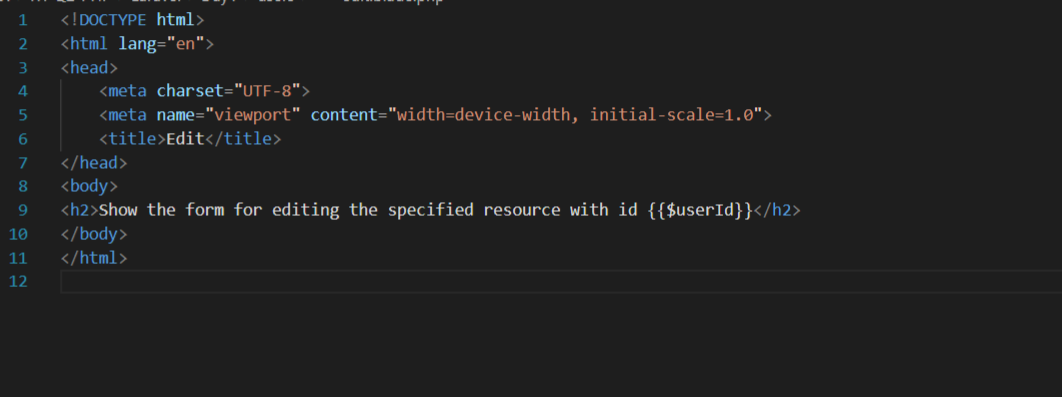 1 <!DOCTYPE html>
2 <html lang="en">
3 <head>
4     <meta charset="UTF-8">
5     <meta name="viewport" content="width=device-width, initial-scale=1.0">
6     <title>Edit</title>
7 </head>
8 <body>
9 <h2>Show the form for editing the specified resource with id {{$userId}}</h2>
10 </body>
11 </html>
12